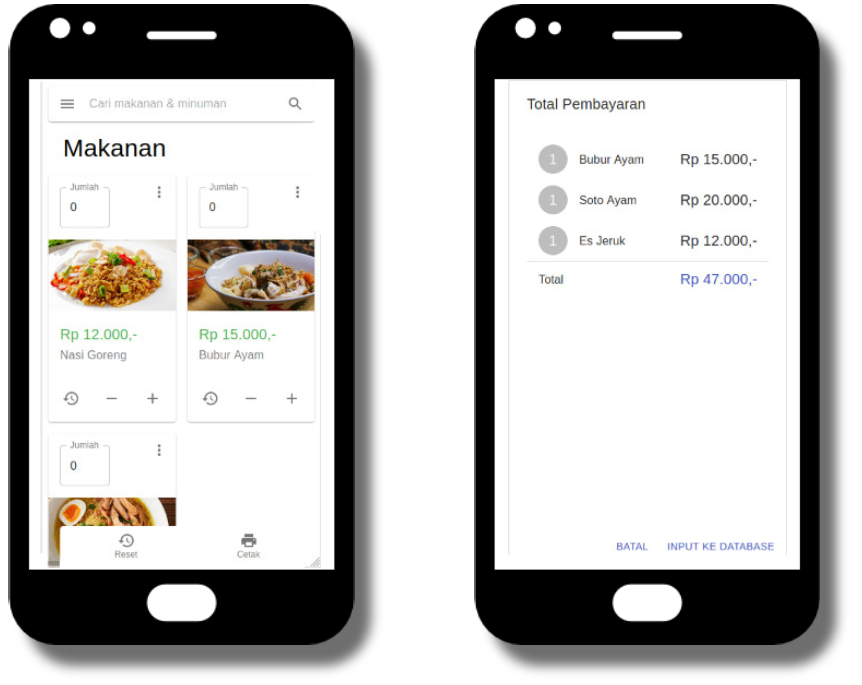 Cari makanan & minuman
Makanan
Jumlah
0
Jumlah
0
Rp 12.000,-
Nasi Goreng
Rp 15.000,-
Bubur Ayam
Jumlah
0
Reset
Cetak
Total Pembayaran
1 Bubur Ayam Rp 15.000,-
1 Soto Ayam Rp 20.000,-
1 Es Jeruk Rp 12.000,-
Total Rp 47.000,-
BATAL INPUT KE DATABASE